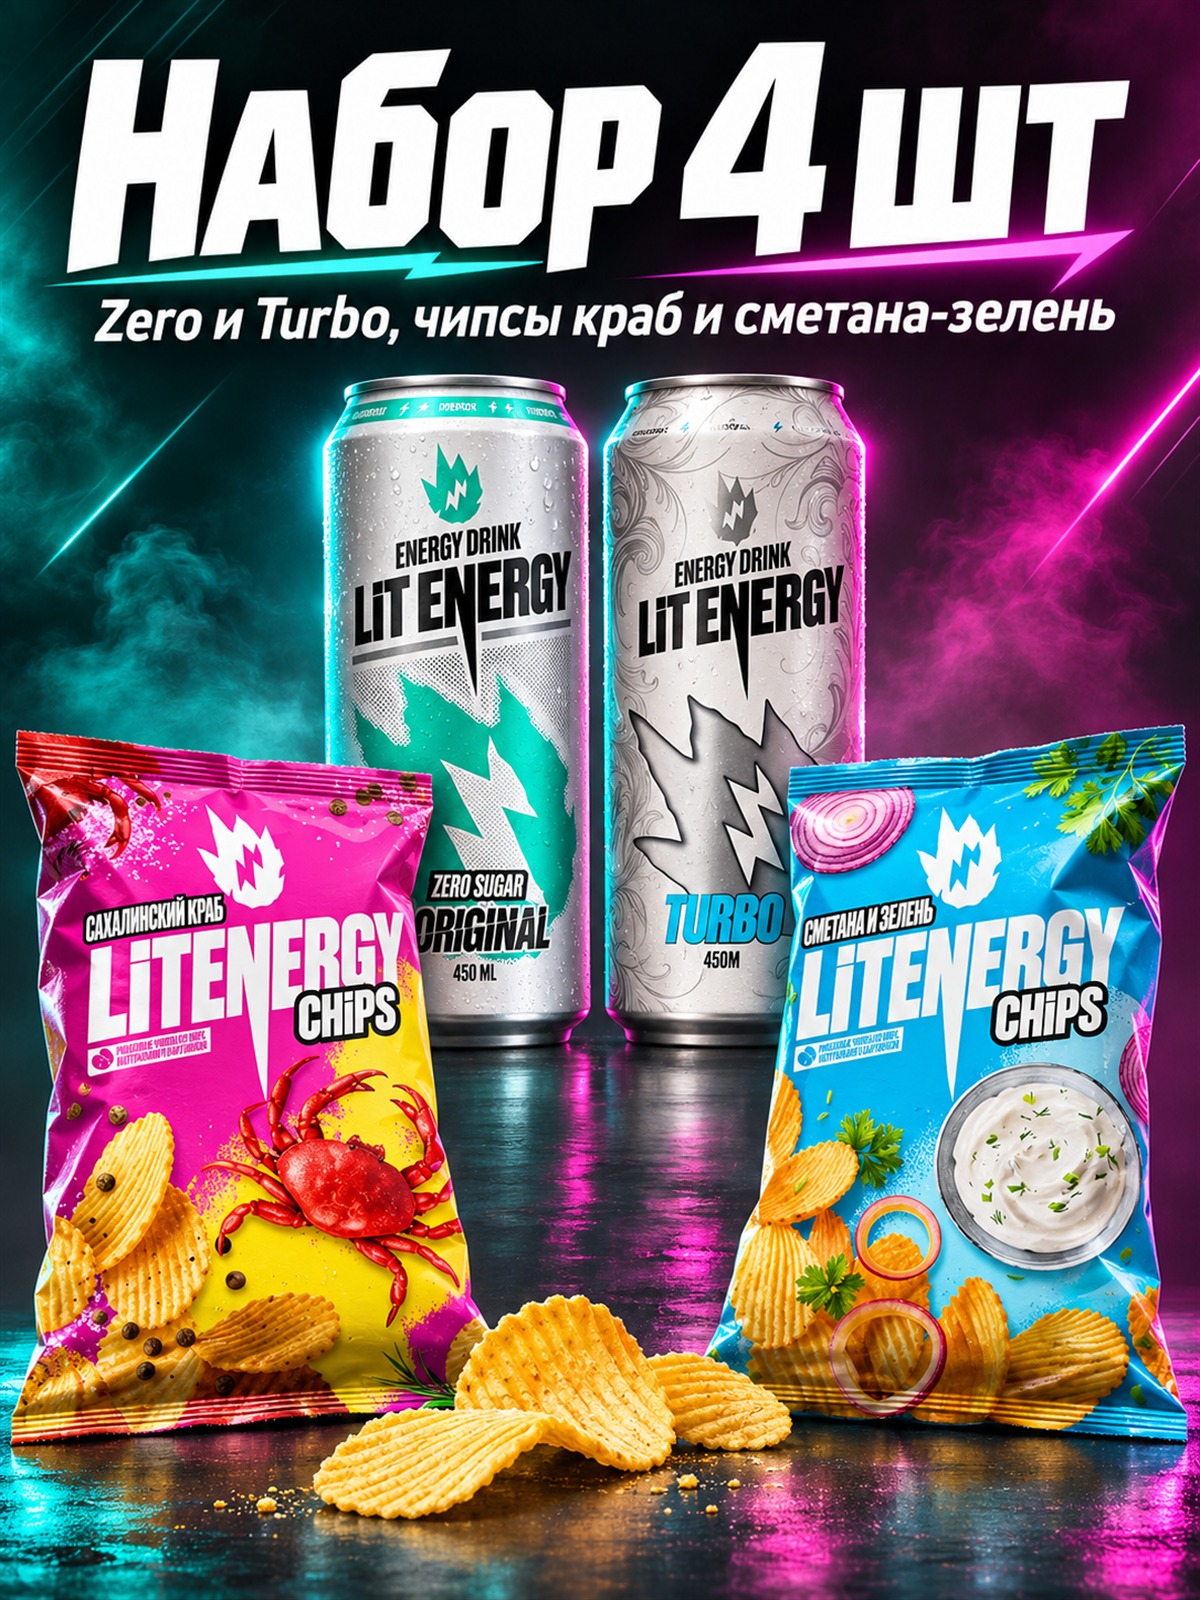 Набор 4 шт
Zero и Turbo, чипсы краб и сметана-зелень
ENERGY DRINK
LIT ENERGY
ZERO SUGAR
ORIGINAL
450 ML
ENERGY DRINK
LIT ENERGY
TURBO
450M
САХАЛИНСКИЙ КРАБ
LITENERGY
CHIPS
СМЕТАНА И ЗЕЛЕНЬ
LITENERGY
CHIPS